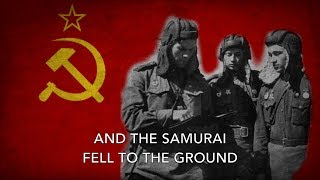 AND THE SAMURAI
FELL TO THE GROUND